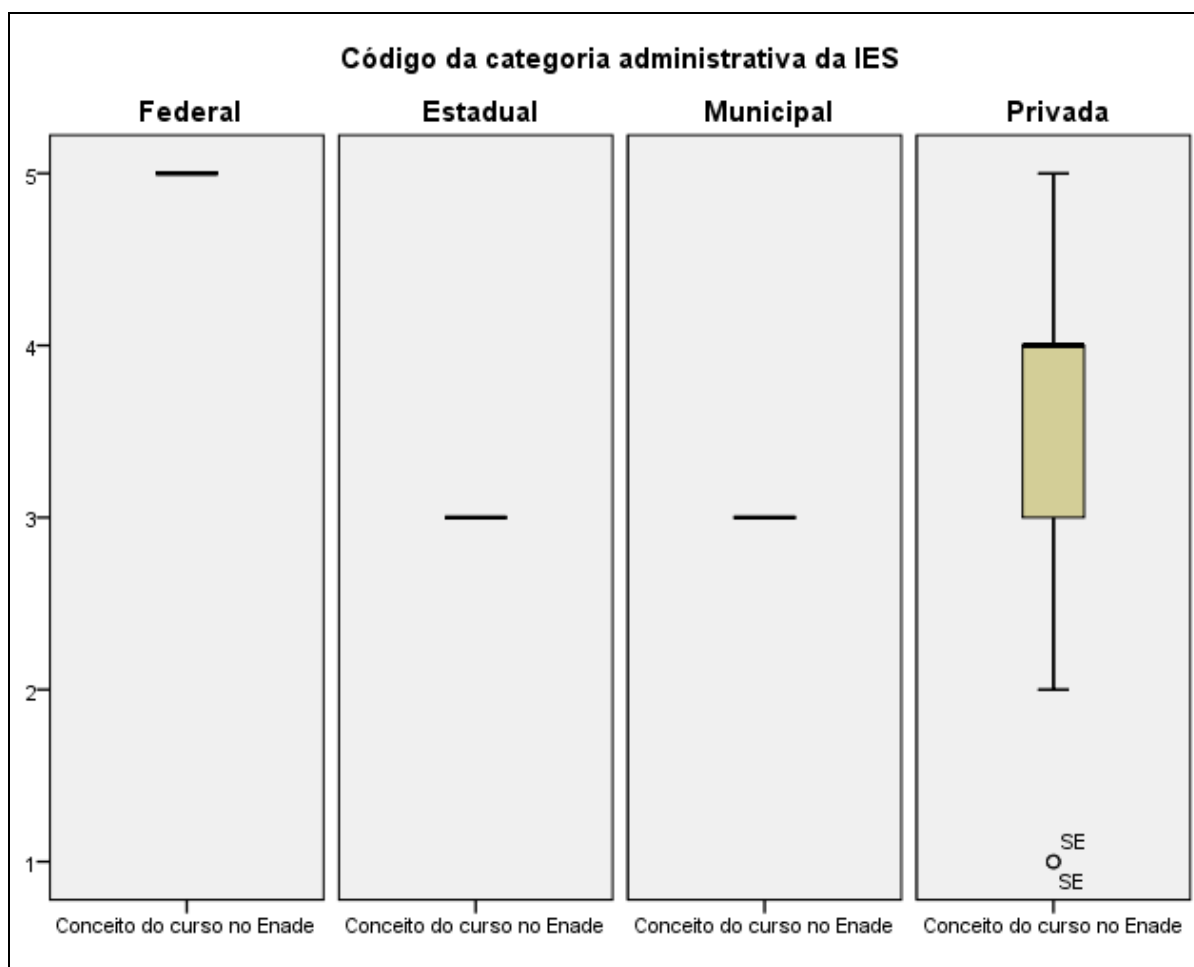 Código da categoria administrativa da IES
Federal Estadual Municipal Privada
5
4
3
2
1
SE
SE
Conceito do curso no Enade Conceito do curso no Enade Conceito do curso no Enade Conceito do curso no Enade